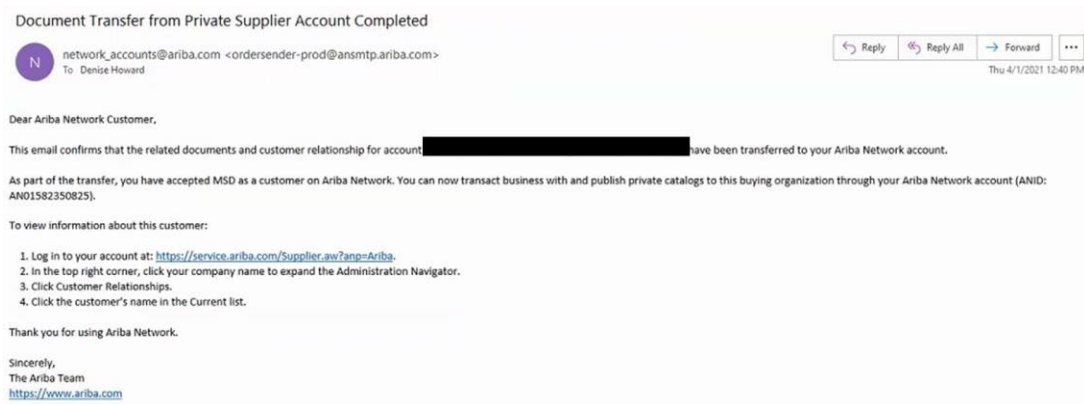 Document Transfer from Private Supplier Account Completed
N
network_accounts@ariba.com <ordersender-prod@ansmtp.ariba.com>
To Denise Howard
Reply
Reply All
Forward
...
Thu 4/1/2021 12:40 PM
Dear Ariba Network Customer,
This email confirms that the related documents and customer relationship for account have been transferred to your Ariba Network account.
As part of the transfer, you have accepted MSD as a customer on Ariba Network. You can now transact business with and publish private catalogs to this buying organization through your Ariba Network account (ANID:
AN01582350825).
To view information about this customer:
1. Log in to your account at: https://service.ariba.com/Supplier.aw?anp=Ariba.
2. In the top right corner, click your company name to expand the Administration Navigator.
3. Click Customer Relationships.
4. Click the customer's name in the Current list.
Thank you for using Ariba Network.
Sincerely,
The Ariba Team
https://www.ariba.com